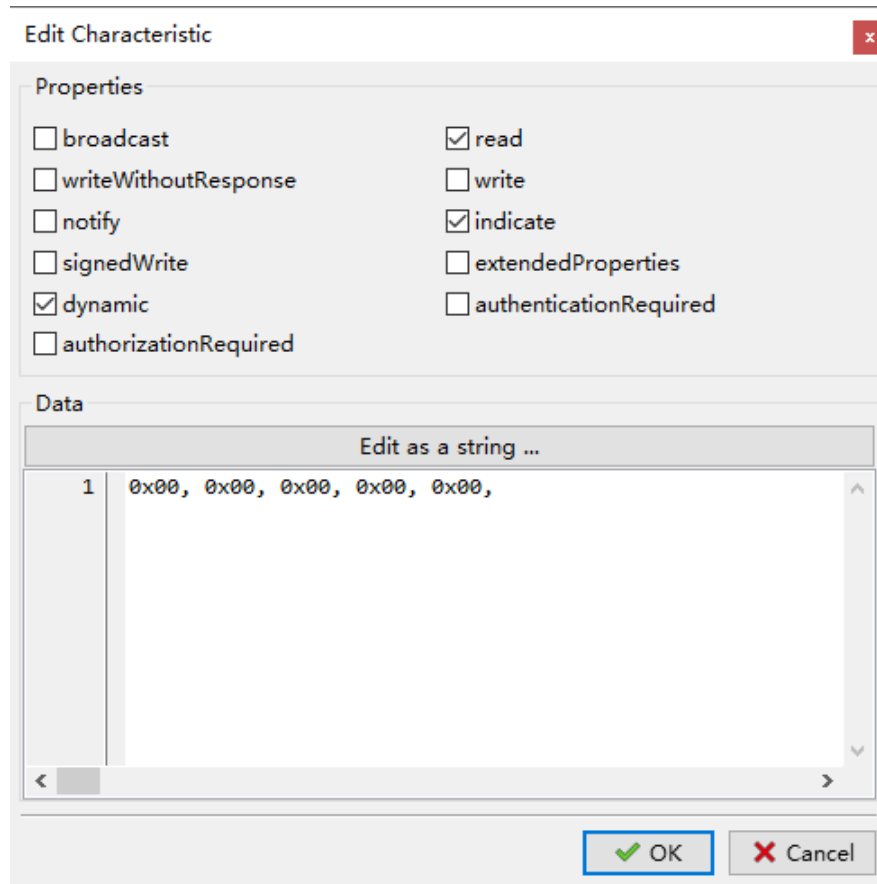 Edit Characteristic
x
Properties
broadcast
read
writeWithoutResponse
write
notify
indicate
signedWrite
extendedProperties
dynamic
authenticationRequired
authorizationRequired
Data
Edit as a string ...
1 0x00, 0x00, 0x00, 0x00, 0x00,
OK
Cancel